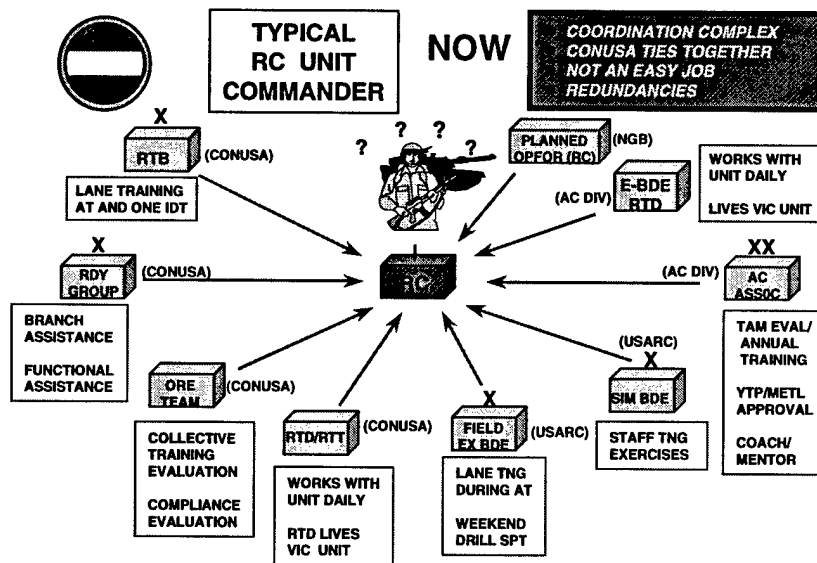 TYPICAL
RC UNIT
COMMANDER
NOW
COORDINATION COMPLEX
CONUSA TIES TOGETHER
NOT AN EASY JOB
REDUNDANCIES
? ? ? ? ?
X
RTB
(CONUSA)
LANE TRAINING
AT AND ONE IDT
PLANNED
OPFOR (RC)
(NGB)
E-BDE
RTD
(AC DIV)
WORKS WITH
UNIT DAILY
LIVES VIC UNIT
X
RDY
GROUP
(CONUSA)
BRANCH
ASSISTANCE
FUNCTIONAL
ASSISTANCE
RC
XX
(AC DIV)
AC
ASSOC
TAM EVAL/
ANNUAL
TRAINING
YTP/METL
APPROVAL
COACH/
MENTOR
ORE
TEAM
(CONUSA)
COLLECTIVE
TRAINING
EVALUATION
COMPLIANCE
EVALUATION
RTD/RTT
(CONUSA)
WORKS WITH
UNIT DAILY
RTD LIVES
VIC UNIT
X
FIELD
EX BDE
(USARC)
LANE TNG
DURING AT
WEEKEND
DRILL SPT
(USARC)
X
SIM BDE
STAFF TNG
EXERCISES